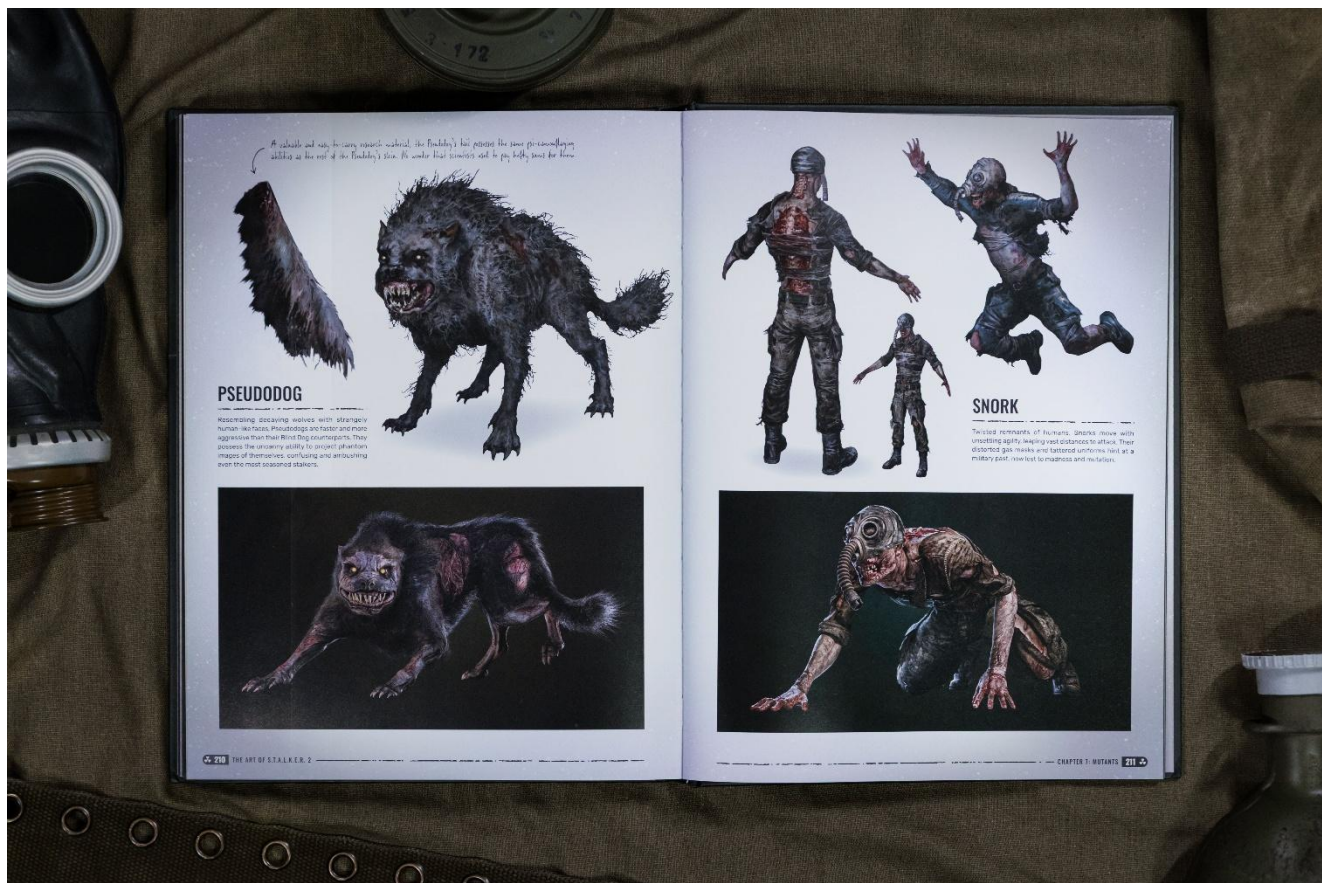 3-172
A valuable and easy-to-carry research material, the Pseudodog's tail possesses the same psi-camouflaging
abilities as the rest of the Pseudodog's skin. No wonder that scientists used to pay hefty sums for them
PSEUDODOG
Resembling decaying wolves with strangely
human-like faces, Pseudodogs are faster and more
aggressive than their Blind Dog counterparts. They
possess the uncanny ability to project phantom
images of themselves, confusing and ambushing
even the most seasoned stalkers.
210 THE ART OF S.T.A.L.K.E.R. 2
SNORK
Twisted remnants of humans, Snorks move with
unsettling agility, leaping vast distances to attack. Their
distorted gas masks and tattered uniforms hint at a
military past, now lost to madness and mutation.
CHAPTER 7: MUTANTS 211